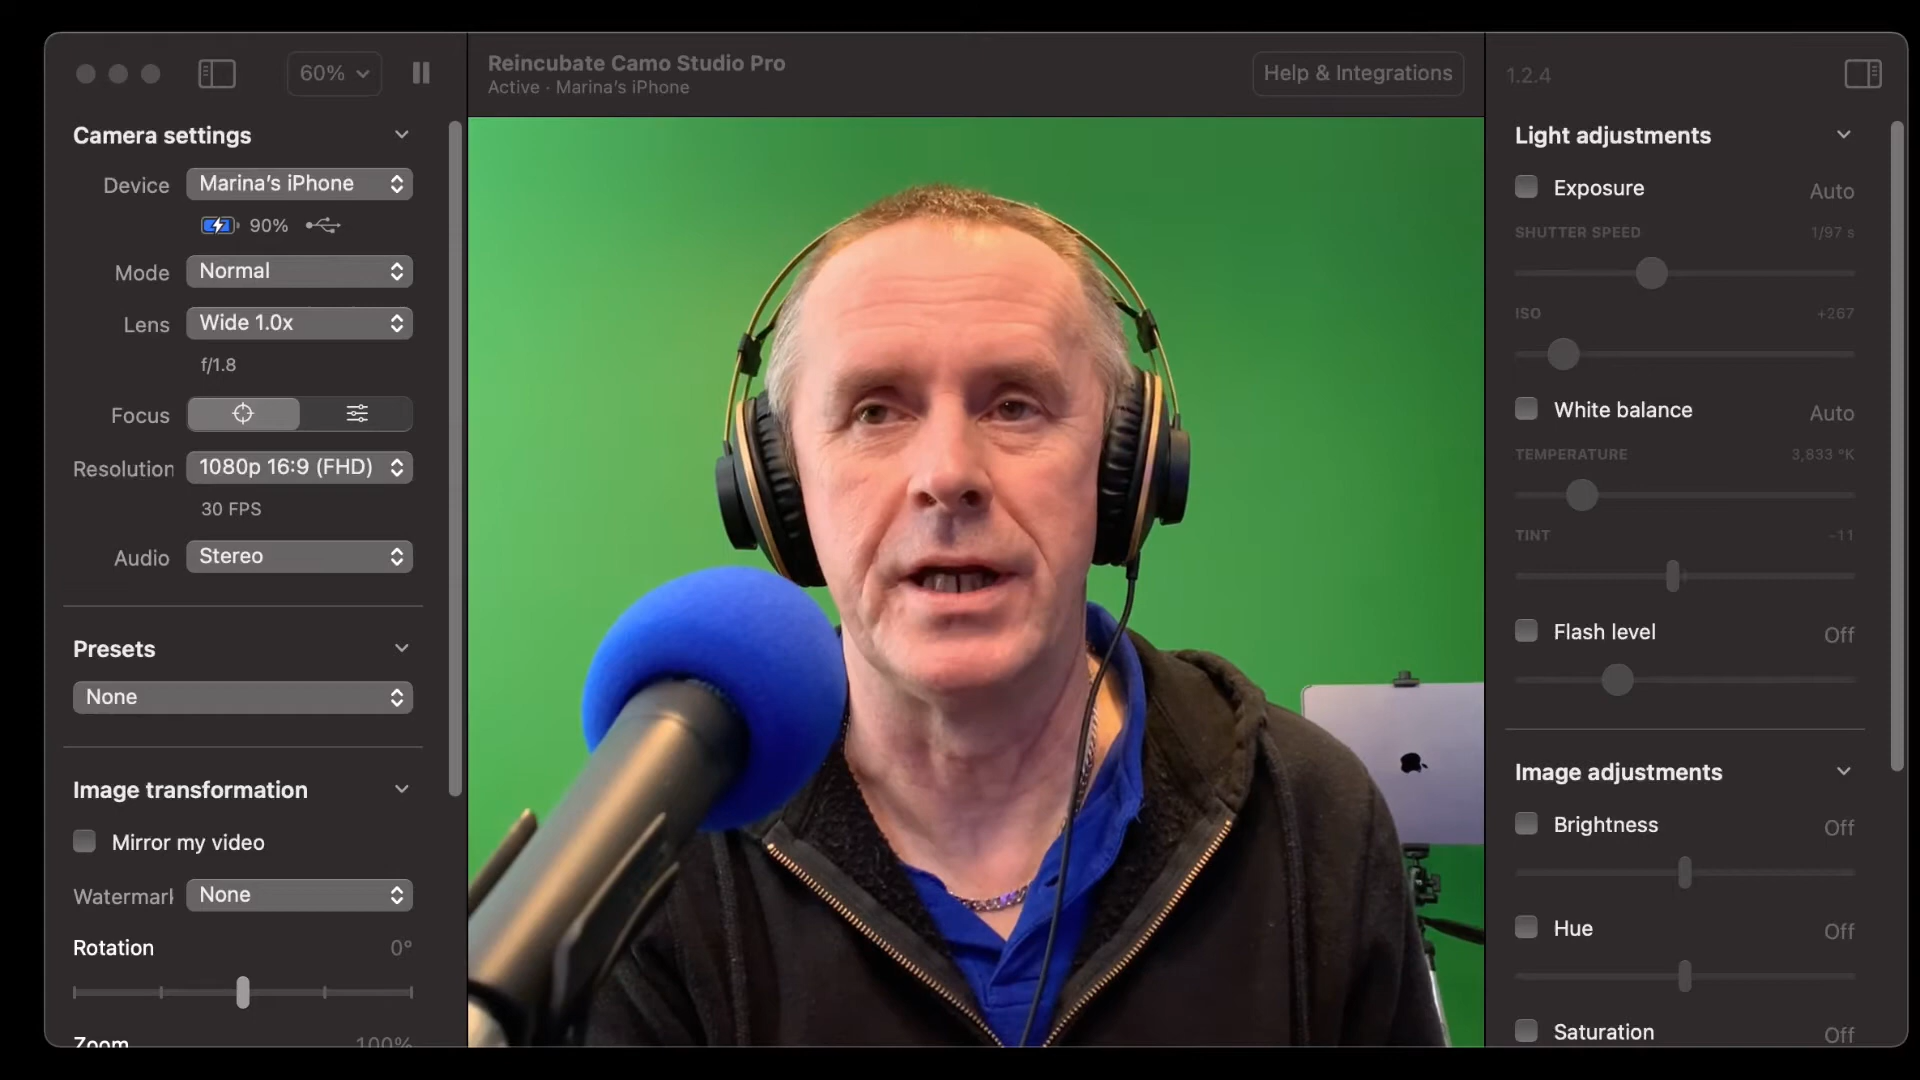 60%
Reincubate Camo Studio Pro
Active · Marina's iPhone
Help & Integrations
1.2.4
Camera settings
Device
Marina's iPhone
90%
Mode
Normal
Lens
Wide 1.0x
f/1.8
Focus
Resolution
1080p 16:9 (FHD)
30 FPS
Audio
Stereo
Presets
None
Image transformation
Mirror my video
Watermark
None
Rotation
0°
Zoom
100%
Light adjustments
Exposure
Auto
SHUTTER SPEED
1/97 s
ISO
+267
White balance
Auto
TEMPERATURE
3,833 °K
TINT
-11
Flash level
Off
Image adjustments
Brightness
Off
Hue
Off
Saturation
Off